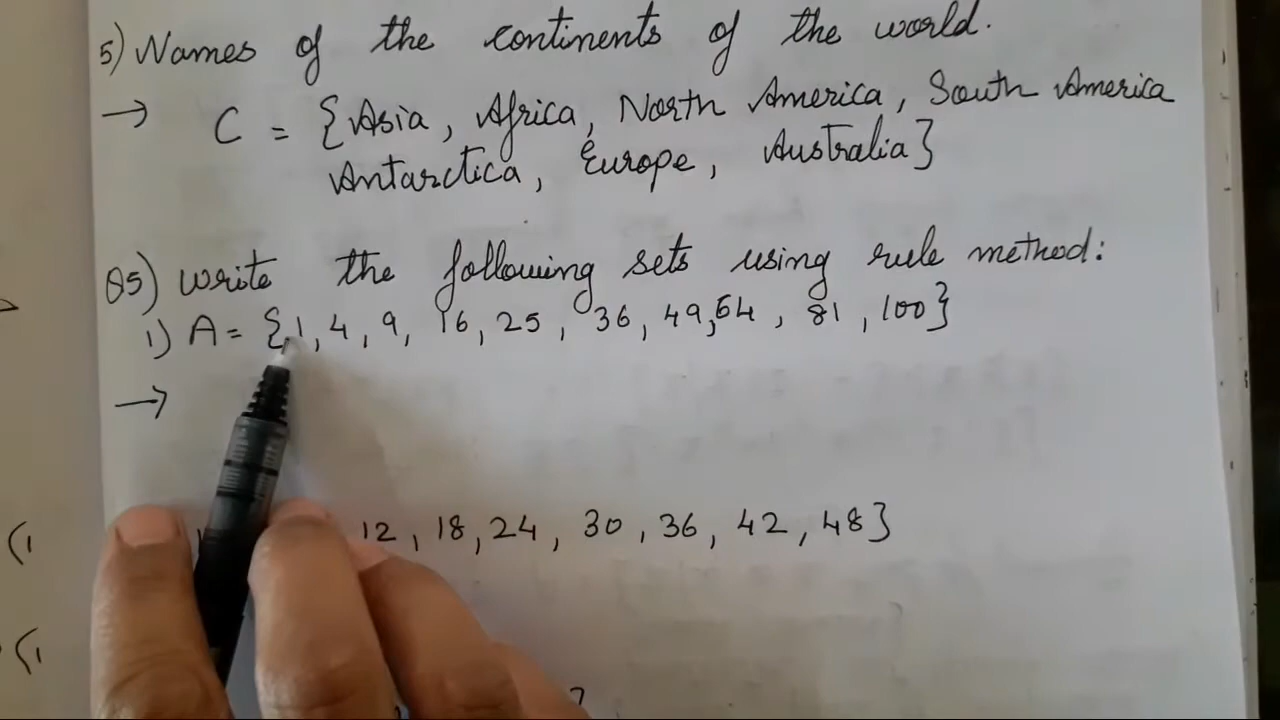 5) Names of the continents of the world.
→ C = {Asia, Africa, North America, South America
Antarctica, Europe, Australia}
Q5) Write the following sets using rule method:
1) A = {1, 4, 9, 16, 25, 36, 49, 64, 81, 100}
→
12, 18, 24, 30, 36, 42, 48}